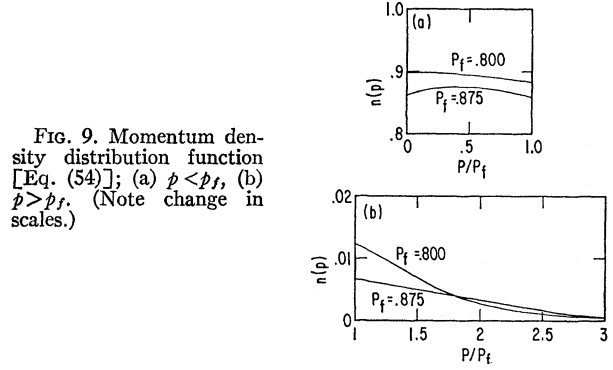 FIG. 9. Momentum den-
sity distribution function
[Eq. (54)]; (a) p<pf, (b)
p>pf. (Note change in
scales.)
(a)
1.0
.9
.8
n(p)
Pf=.800
Pf=.875
0
0.5
1.0
P/Pf
(b)
.02
.01
0
n(p)
Pf=.800
Pf=.875
1
1.5
2
2.5
3
P/Pf